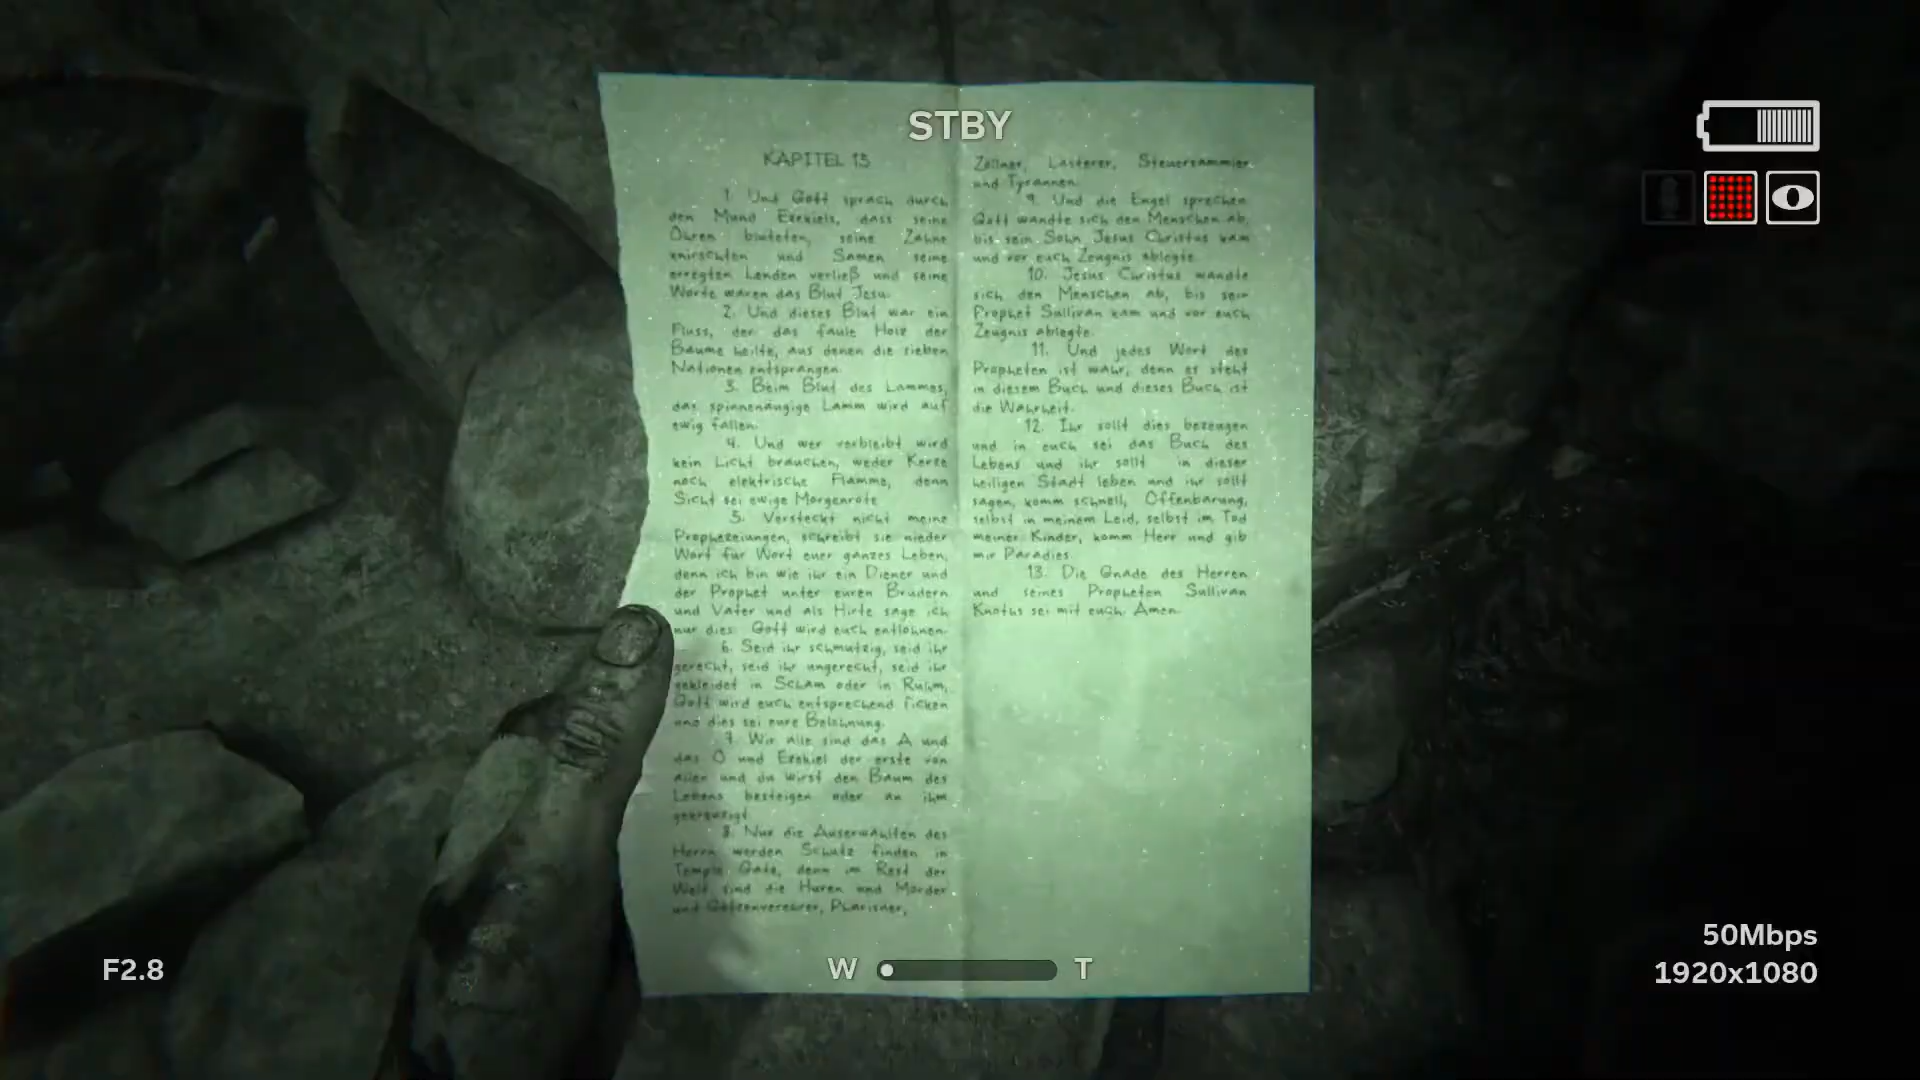 STBY
KAPITEL 15
1. Und Gott sprach durch
den Mund Ezekiels, dass seine
Ohren bluteten, seine Zähne
knirschten und Samen seine
erregten Lenden verließ und seine
Worte waren das Blut Jesu.
2. Und dieses Blut war ein
Fluss, der das faule Holz der
Bäume heilte, aus denen die sieben
Nationen entsprangen.
3. Beim Blut des Lammes,
das spinnenäugige Lamm wird auf
ewig fallen.
4. Und wer verbleibt wird
kein Licht brauchen, weder Kerze
noch elektrische Flamme, denn
Sicht sei ewige Morgenröte
5. Versteckt nicht meine
Prophezeiungen, schreibt sie nieder
Wort für Wort euer ganzes Leben,
denn ich bin wie ihr ein Diener und
der Prophet unter euren Brüdern
und Vater und als Hirte sage ich
nur dies: Gott wird euch entlohnen.
6. Seid ihr schmutzig, seid ihr
gerecht, seid ihr ungerecht, seid ihr
gekleidet in Scham oder in Ruhm,
Gott wird euch entsprechend ficken
und dies sei eure Belohnung.
7. Wir alle sind das A und
das O und Ezekiel der erste von
allen und du wirst den Baum des
Lebens besteigen oder an ihm
gekreuzigt.
8. Nur die Auserwählten des
Herrn werden Schutz finden in
Temple Gate, denn im Rest der
Welt sind die Huren und Mörder
und Götzenverehrer, Pharisäer,
Zöllner, Lästerer, Steuersammler
und Tyrannen.
9. Und die Engel sprechen
Gott wandte sich den Menschen ab,
bis sein Sohn Jesus Christus kam
und vor euch Zeugnis ablegte.
10. Jesus Christus wandte
sich den Menschen ab, bis sein
Prophet Sullivan kam und vor euch
Zeugnis ablegte.
11. Und jedes Wort des
Propheten ist wahr, denn es steht
in diesem Buch und dieses Buch ist
die Wahrheit.
12. Ihr sollt dies bezeugen
und in euch sei das Buch des
Lebens und ihr sollt in dieser
heiligen Stadt leben und ihr sollt
sagen, komm schnell, Offenbarung,
selbst in meinem Leid, selbst im Tod
meiner Kinder, komm Herr und gib
mir Paradies.
13. Die Gnade des Herren
und seines Propheten Sullivan
Knoths sei mit euch. Amen.
F2.8
W T
50Mbps
1920x1080